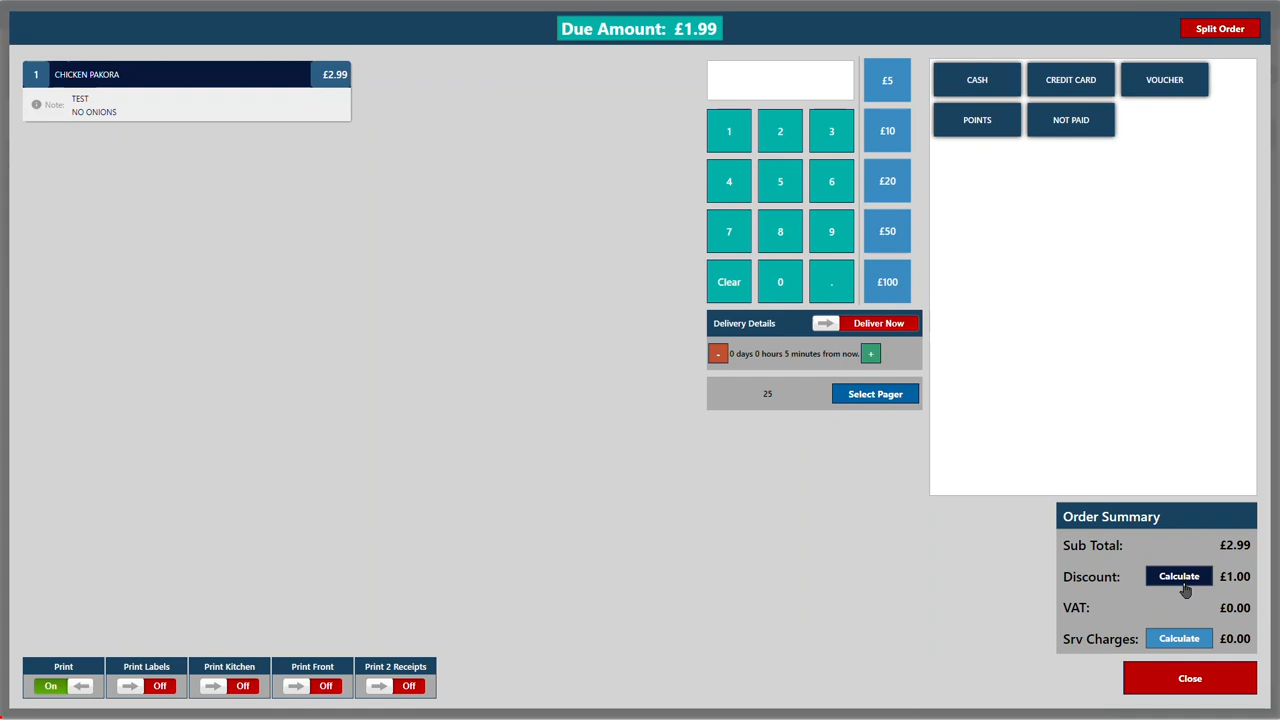 Due Amount: £1.99
Split Order
1 CHICKEN PAKORA £2.99
Note: TEST
NO ONIONS
£5
CASH CREDIT CARD VOUCHER
1 2 3 £10
POINTS NOT PAID
4 5 6 £20
7 8 9 £50
Clear 0 . £100
Delivery Details Deliver Now
- 0 days 0 hours 5 minutes from now. +
25 Select Pager
Order Summary
Sub Total: £2.99
Discount: Calculate £1.00
VAT: £0.00
Srv Charges: Calculate £0.00
Print Print Labels Print Kitchen Print Front Print 2 Receipts
On Off Off Off Off
Close